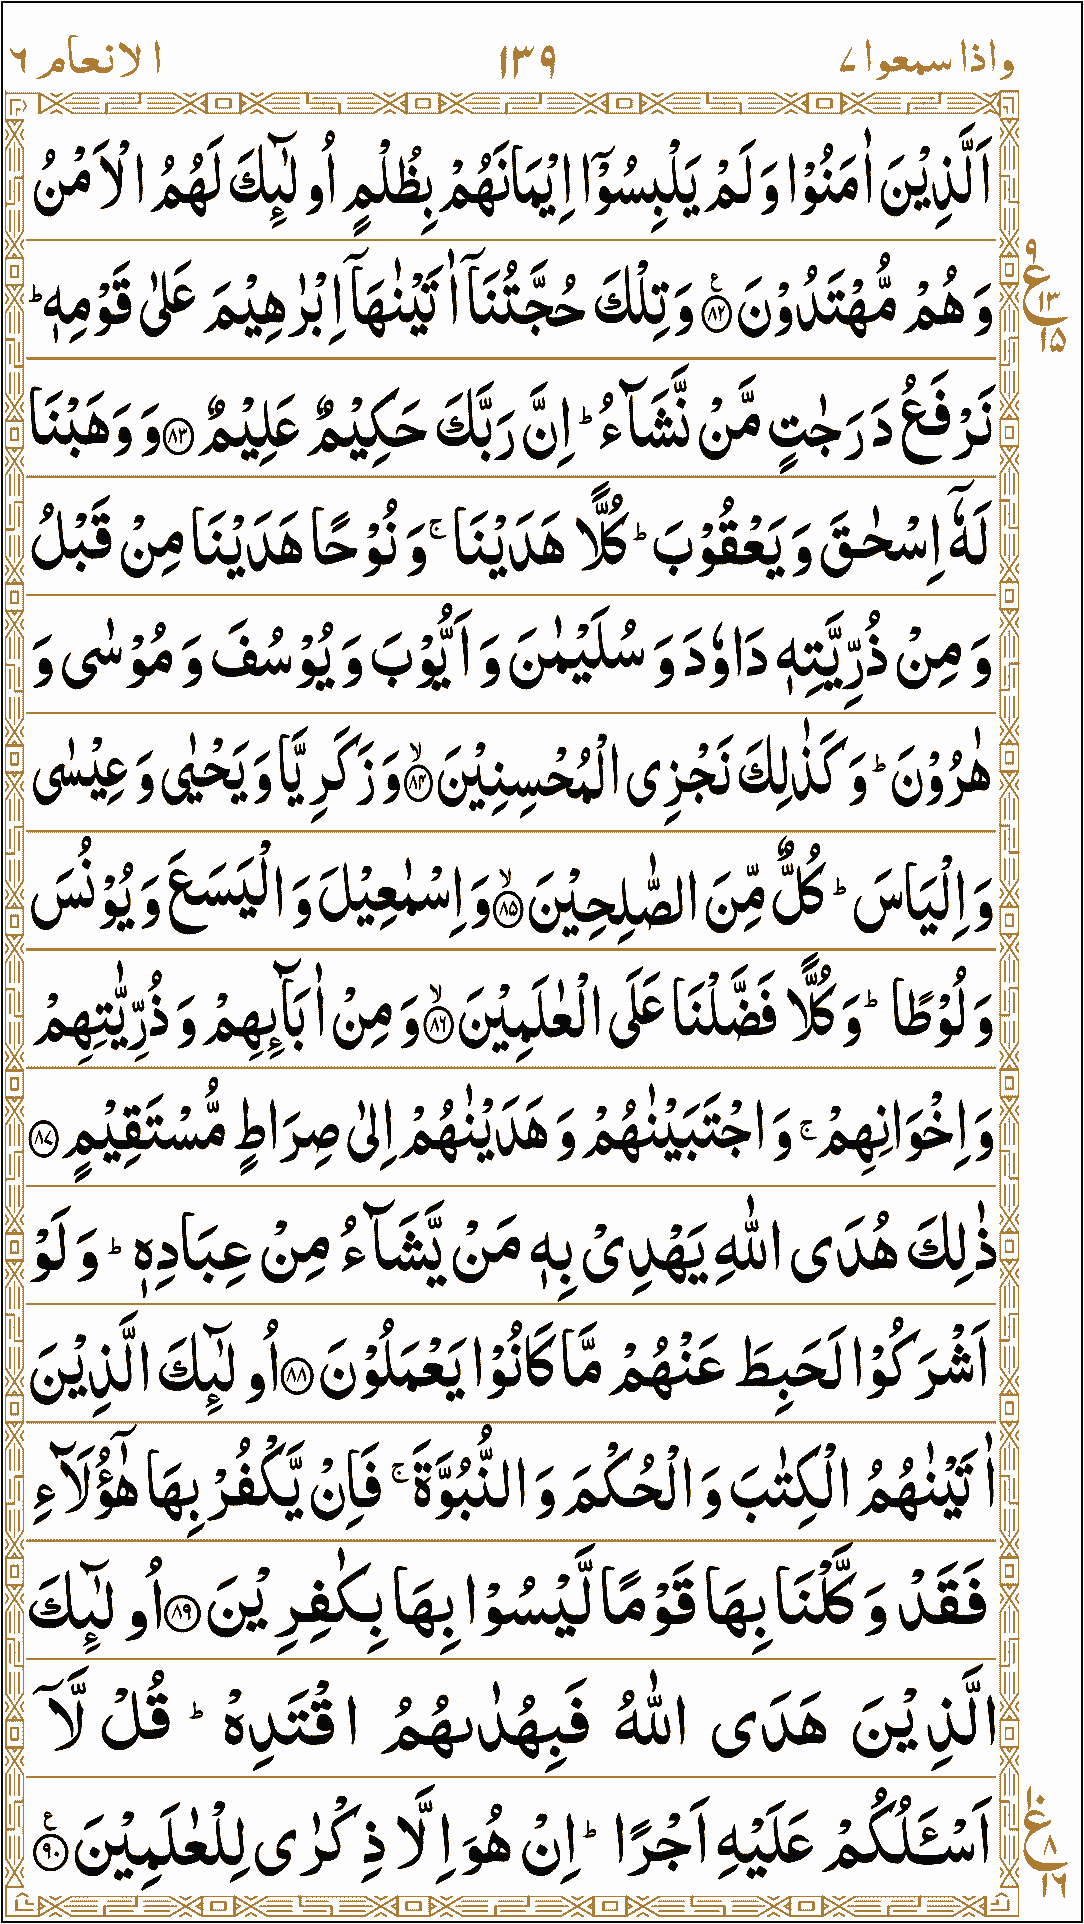 واذا سمعوا ٧ ١٣٩ الانعام ٦
اَلَّذِيْنَ اٰمَنُوْا وَلَمْ يَلْبِسُوْۤا اِيْمَانَهُمْ بِظُلْمٍ اُولٰٓئِكَ لَهُمُ الْاَمْنُ
وَهُمْ مُّهْتَدُوْنَ ؑ ﴿٨٢﴾ وَتِلْكَ حُجَّتُنَاۤ اٰتَيْنٰهَاۤ اِبْرٰهِيْمَ عَلٰى قَوْمِهٖ ؕ
٩ ع ١٣ ١٥
نَرْفَعُ دَرَجٰتٍ مَّنْ نَّشَآءُ ؕ اِنَّ رَبَّكَ حَكِيْمٌ عَلِيْمٌ ﴿٨٣﴾ وَوَهَبْنَا
لَهٗۤ اِسْحٰقَ وَيَعْقُوْبَ ؕ كُلًّا هَدَيْنَا ۚ وَنُوْحًا هَدَيْنَا مِنْ قَبْلُ
وَمِنْ ذُرِّيَّتِهٖ دَاوٗدَ وَسُلَيْمٰنَ وَاَيُّوْبَ وَيُوْسُفَ وَمُوْسٰى وَ
هٰرُوْنَ ؕ وَكَذٰلِكَ نَجْزِى الْمُحْسِنِيْنَ ۙ ﴿٨٤﴾ وَزَكَرِيَّا وَيَحْيٰى وَعِيْسٰى
وَاِلْيَاسَ ؕ كُلٌّ مِّنَ الصّٰلِحِيْنَ ۙ ﴿٨٥﴾ وَاِسْمٰعِيْلَ وَالْيَسَعَ وَيُوْنُسَ
وَلُوْطًا ؕ وَكُلًّا فَضَّلْنَا عَلَى الْعٰلَمِيْنَ ۙ ﴿٨٦﴾ وَمِنْ اٰبَآئِهِمْ وَذُرِّيّٰتِهِمْ
وَاِخْوَانِهِمْ ۚ وَاجْتَبَيْنٰهُمْ وَهَدَيْنٰهُمْ اِلٰى صِرَاطٍ مُّسْتَقِيْمٍ ﴿٨٧﴾
ذٰلِكَ هُدَى اللّٰهِ يَهْدِىْ بِهٖ مَنْ يَّشَآءُ مِنْ عِبَادِهٖ ؕ وَلَوْ
اَشْرَكُوْا لَحَبِطَ عَنْهُمْ مَّا كَانُوْا يَعْمَلُوْنَ ﴿٨٨﴾ اُولٰٓئِكَ الَّذِيْنَ
اٰتَيْنٰهُمُ الْكِتٰبَ وَالْحُكْمَ وَالنُّبُوَّةَ ۚ فَاِنْ يَّكْفُرْ بِهَا هٰٓؤُلَآءِ
فَقَدْ وَكَّلْنَا بِهَا قَوْمًا لَّيْسُوْا بِهَا بِكٰفِرِيْنَ ﴿٨٩﴾ اُولٰٓئِكَ
الَّذِيْنَ هَدَى اللّٰهُ فَبِهُدٰٮهُمُ اقْتَدِهْ ؕ قُلْ لَّاۤ
اَسْـَٔلُكُمْ عَلَيْهِ اَجْرًا ؕ اِنْ هُوَ اِلَّا ذِكْرٰى لِلْعٰلَمِيْنَ ؑ ﴿٩٠﴾
ع ٨ ١٦